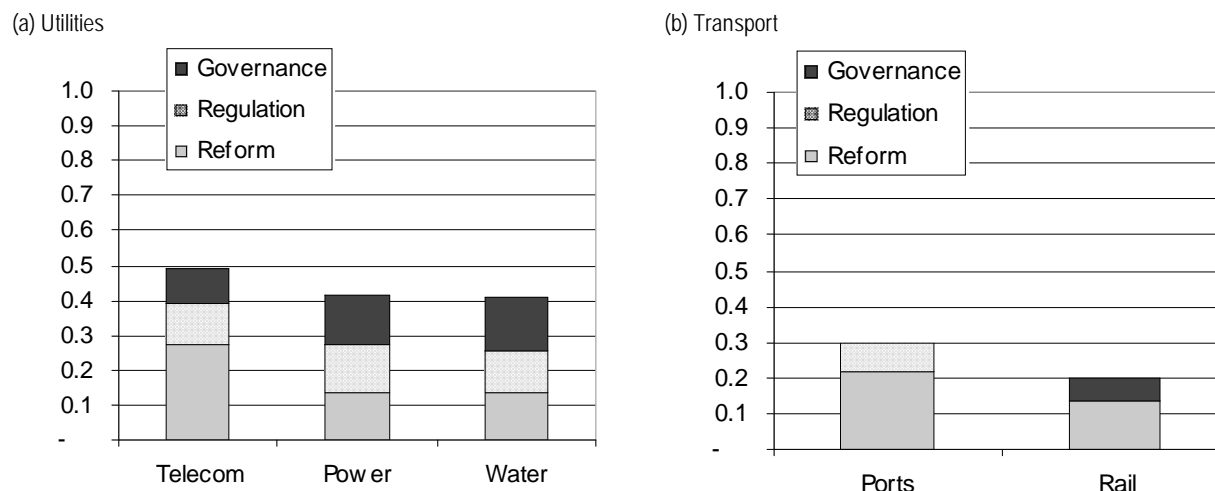 (a) Utilities
Governance
Regulation
Reform
1.0
0.9
0.8
0.7
0.6
0.5
0.4
0.3
0.2
0.1
-
Telecom Power Water
(b) Transport
Governance
Regulation
Reform
1.0
0.9
0.8
0.7
0.6
0.5
0.4
0.3
0.2
0.1
-
Ports Rail